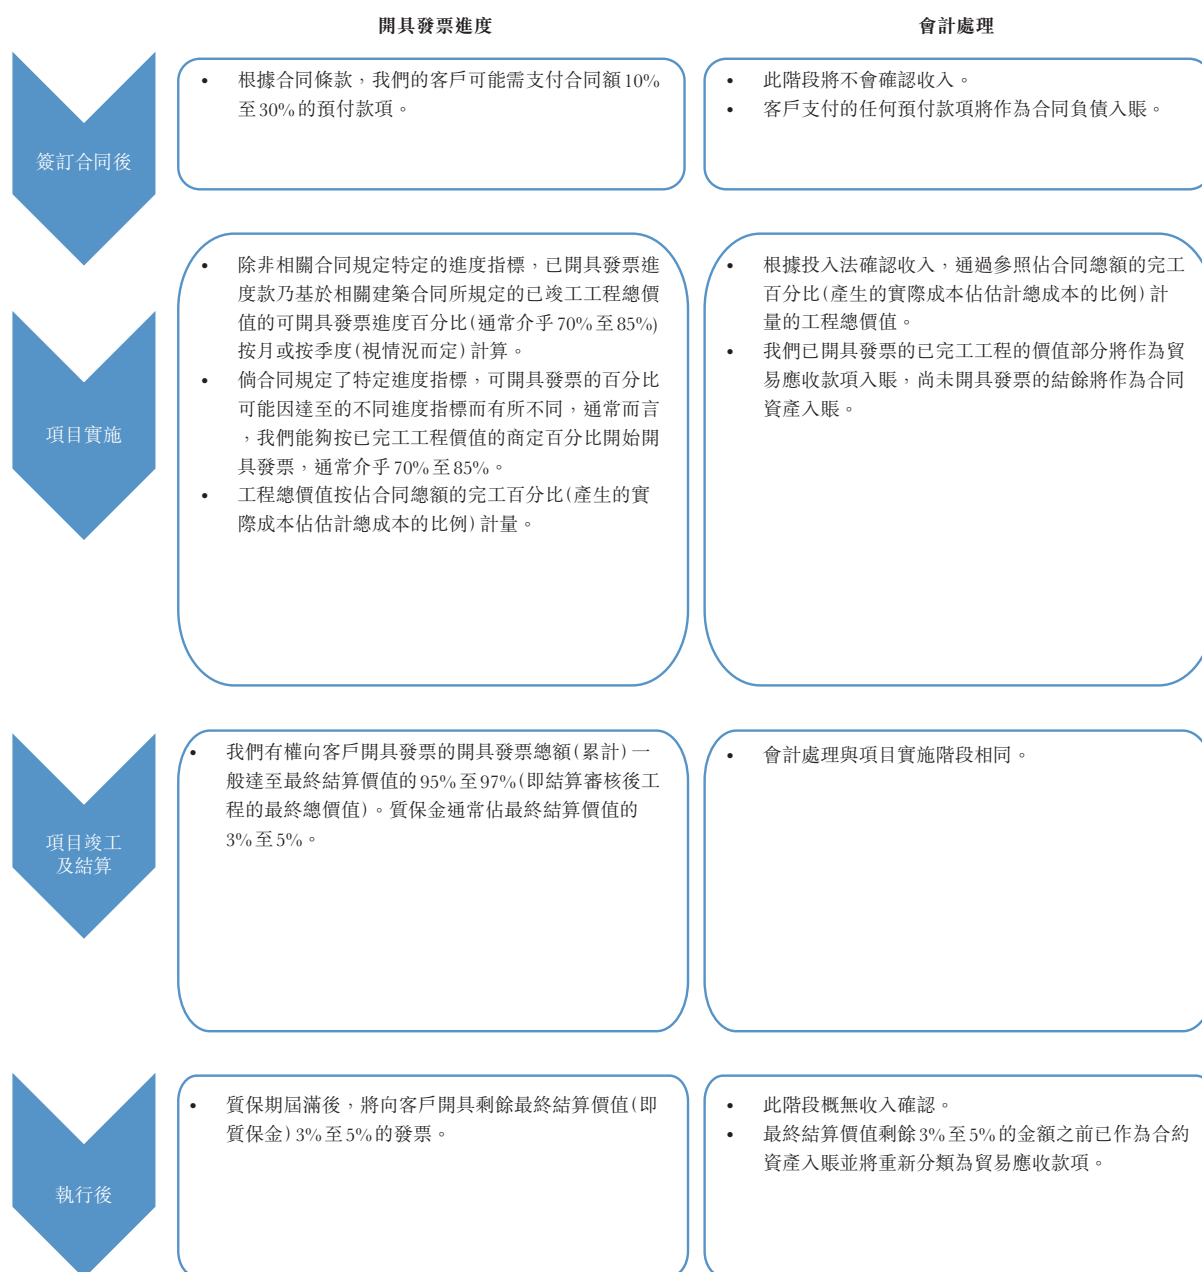 開具發票進度
會計處理
簽訂合同後
• 根據合同條款，我們的客戶可能需支付合同額10%
至30%的預付款項。
• 此階段將不會確認收入。
• 客戶支付的任何預付款項將作為合同負債入賬。
項目實施
• 除非相關合同規定特定的進度指標，已開具發票進
度款乃基於相關建築合同所規定的已竣工工程總價
值的可開具發票進度百分比(通常介乎70%至85%)
按月或按季度(視情況而定)計算。
• 倘合同規定了特定進度指標，可開具發票的百分比
可能因達至的不同進度指標而有所不同，通常而言
，我們能夠按已完工工程價值的商定百分比開始開
具發票，通常介乎70%至85%。
• 工程總價值按佔合同總額的完工百分比(產生的實
際成本佔估計總成本的比例)計量。
• 根據投入法確認收入，通過參照佔合同總額的完工
百分比(產生的實際成本佔估計總成本的比例)計
量的工程總價值。
• 我們已開具發票的已完工工程的價值部分將作為貿
易應收款項入賬，尚未開具發票的結餘將作為合同
資產入賬。
項目竣工
及結算
• 我們有權向客戶開具發票的開具發票總額(累計)一
般達至最終結算價值的95%至97%(即結算審核後工
程的最終總價值)。質保金通常佔最終結算價值的
3%至5%。
• 會計處理與項目實施階段相同。
執行後
• 質保期屆滿後，將向客戶開具剩餘最終結算價值(即
質保金)3%至5%的發票。
• 此階段概無收入確認。
• 最終結算價值剩餘3%至5%的金額之前已作為合約
資產入賬並將重新分類為貿易應收款項。